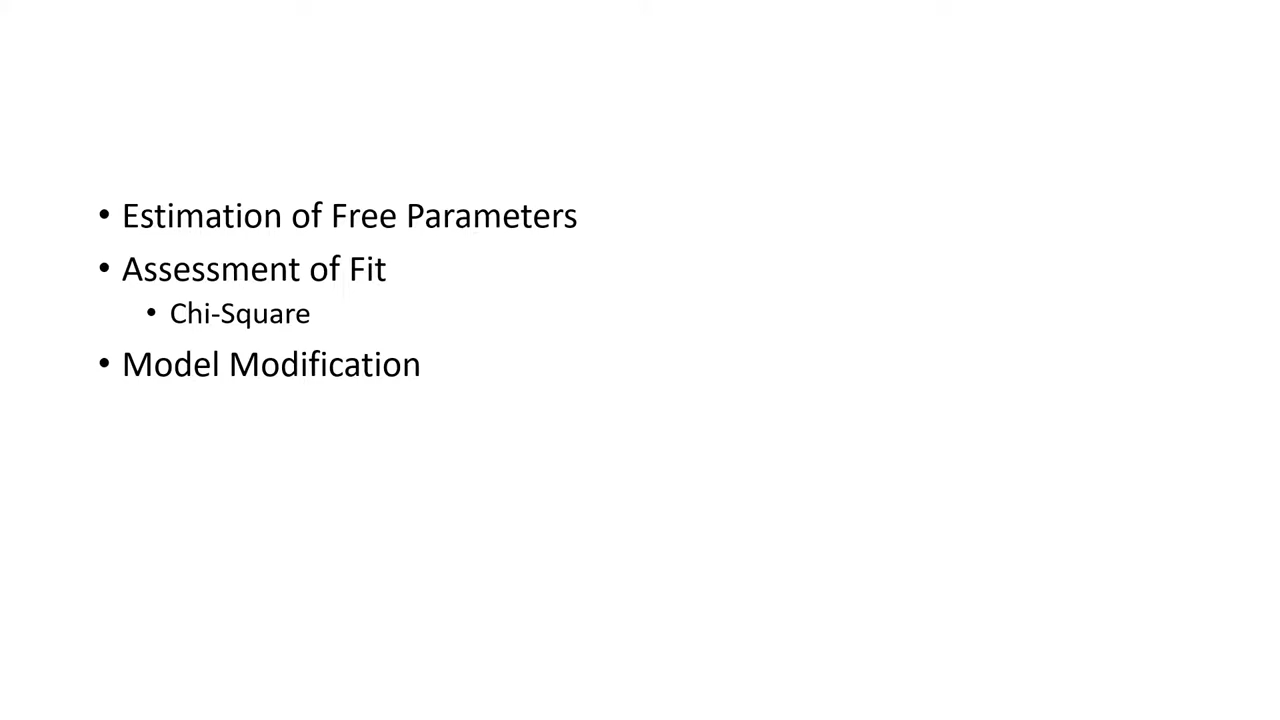 • Estimation of Free Parameters
• Assessment of Fit
• Chi-Square
• Model Modification